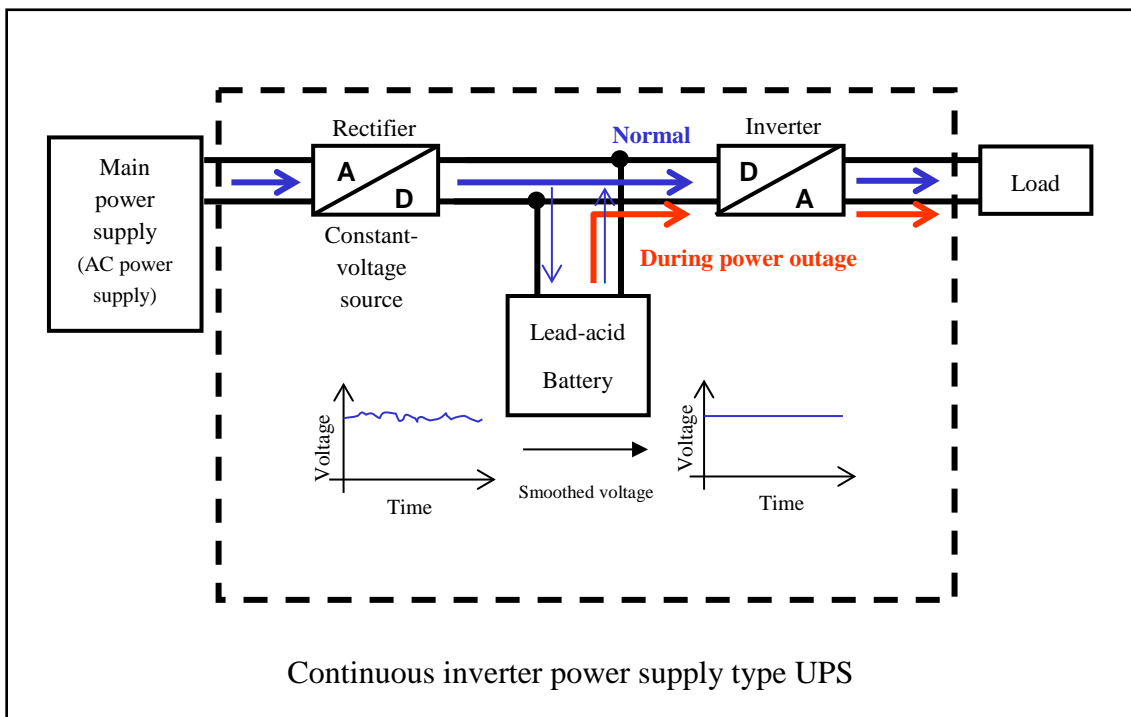 Main
power
supply
(AC power
supply)
Rectifier
A
D
Constant-
voltage
source
Normal
Inverter
D
A
Load
During power outage
Lead-acid
Battery
Voltage
Time
Smoothed voltage
Voltage
Time
Continuous inverter power supply type UPS